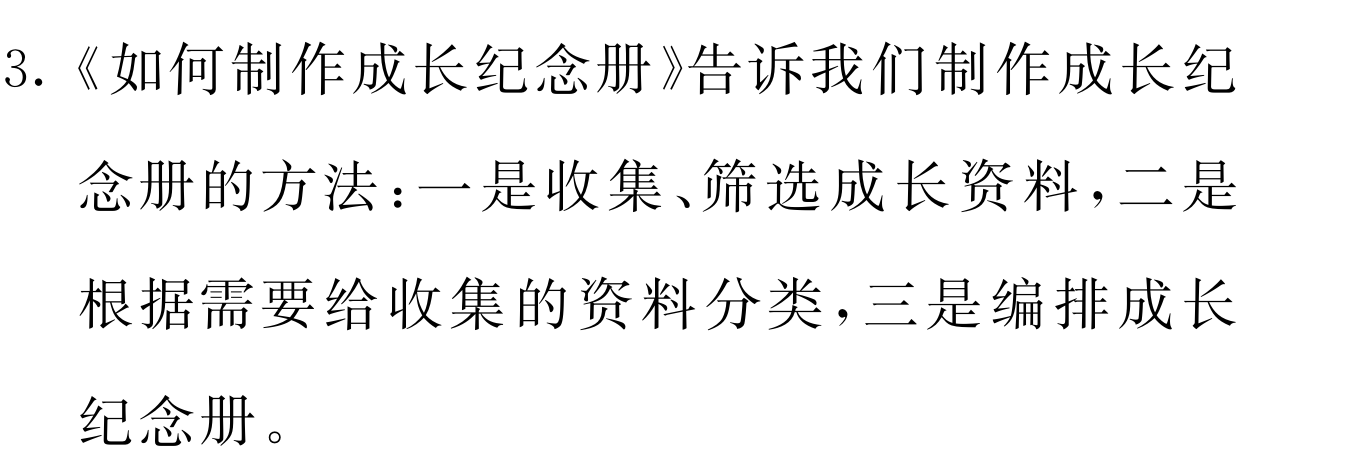 3.《如何制作成长纪念册》告诉我们制作成长纪
念册的方法：一是收集、筛选成长资料，二是
根据需要给收集的资料分类，三是编排成长
纪念册。